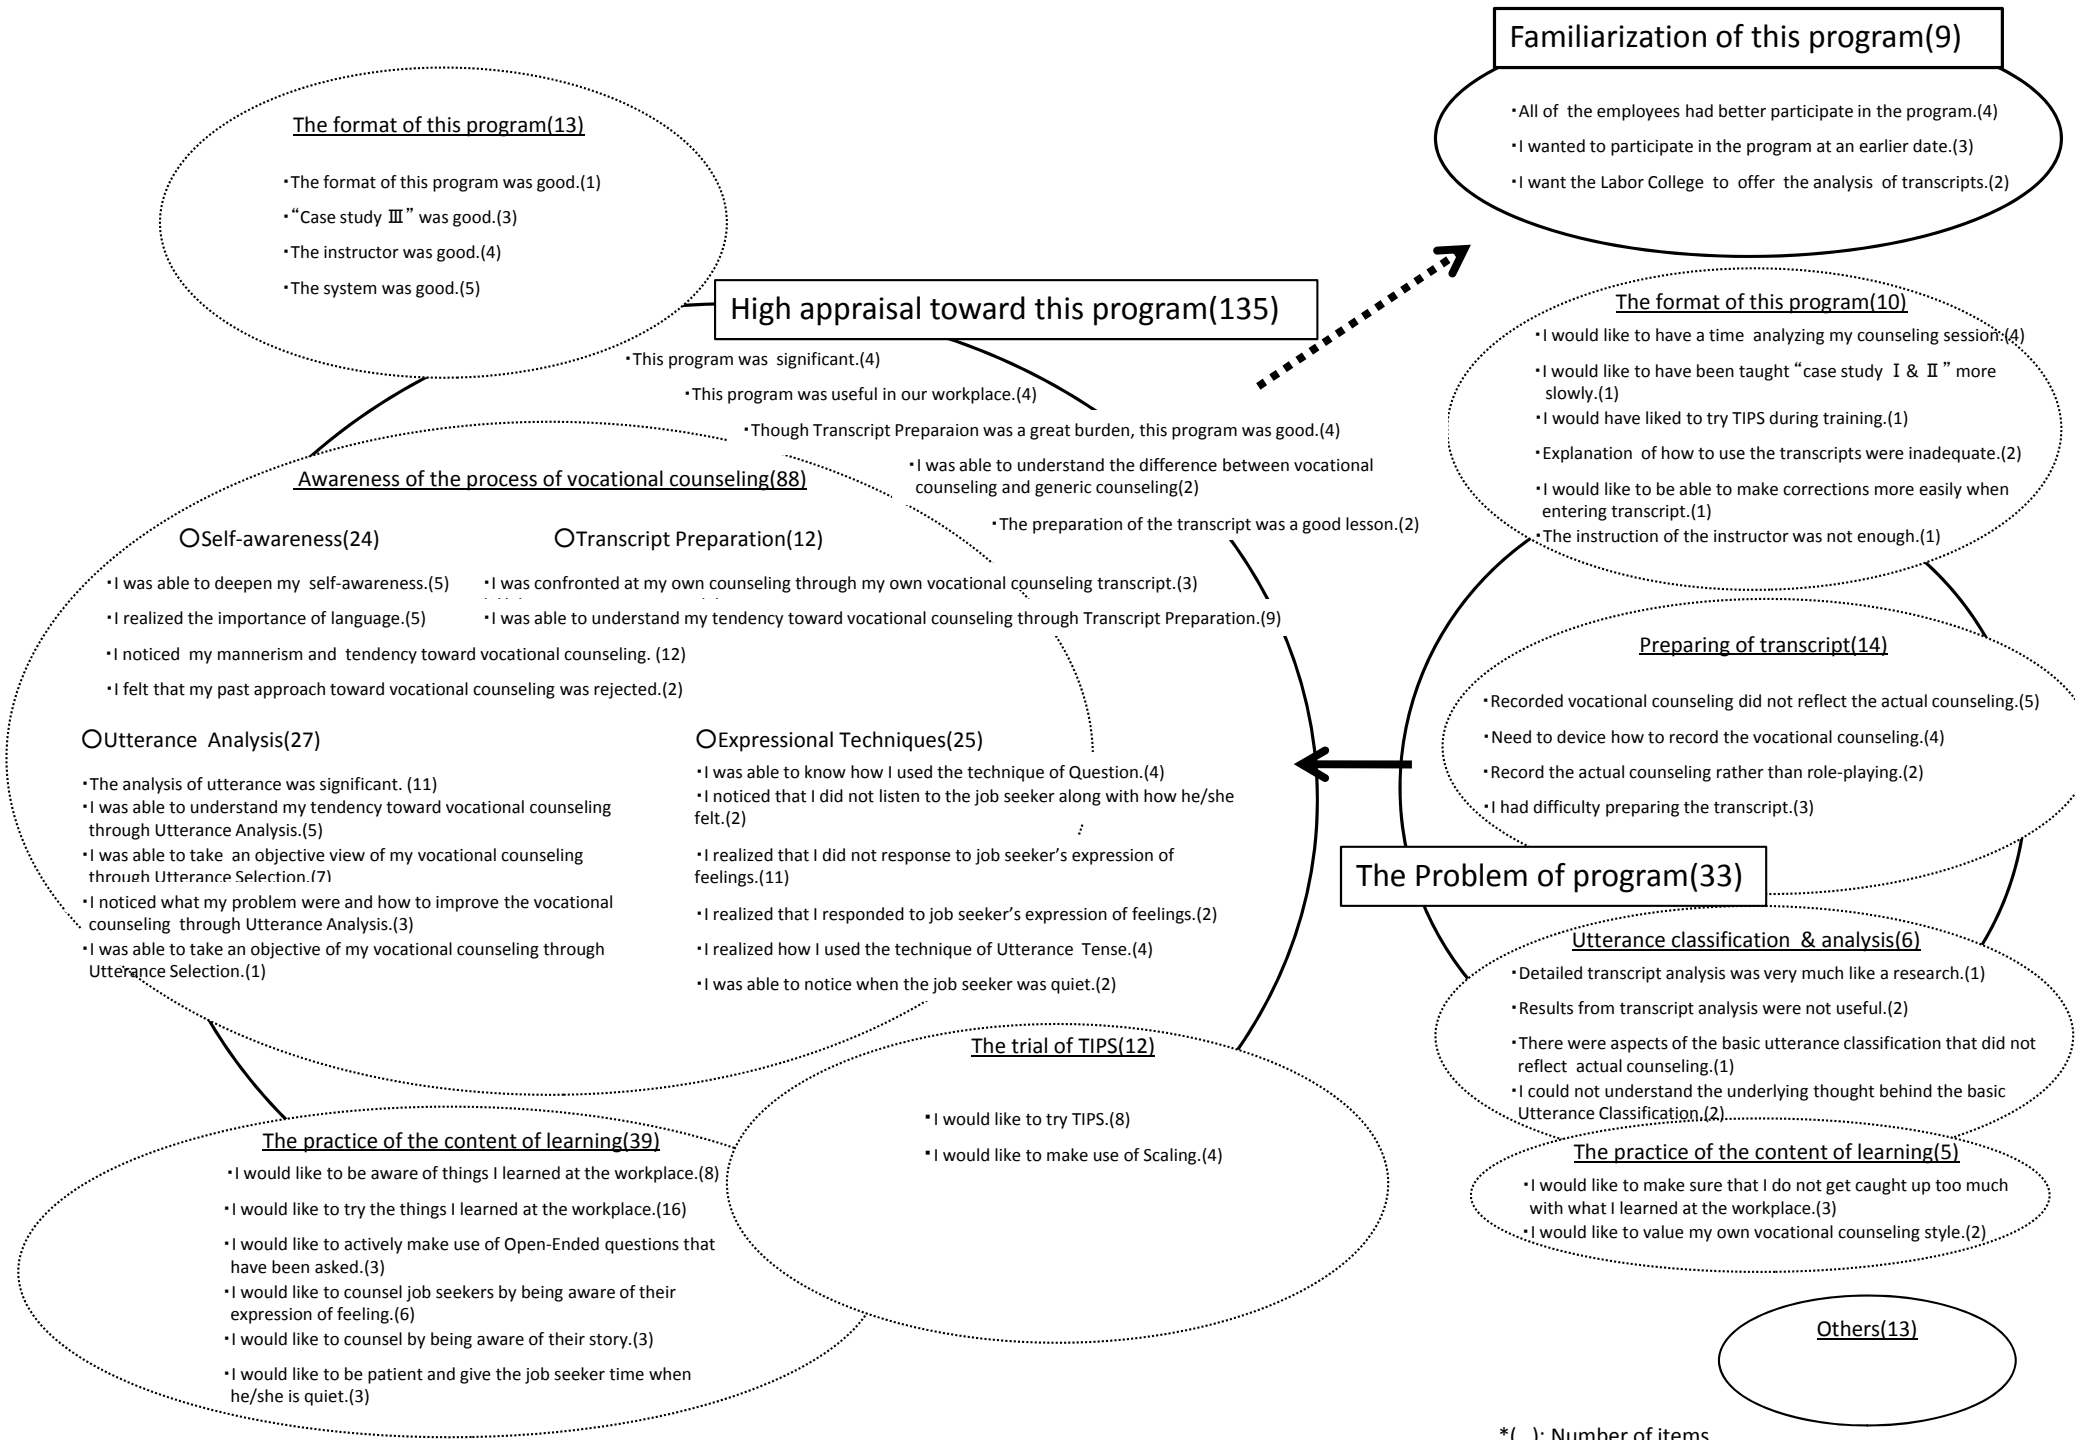 Familiarization of this program(9)
・All of the employees had better participate in the program.(4)
・I wanted to participate in the program at an earlier date.(3)
・I want the Labor College to offer the analysis of transcripts.(2)
The format of this program(13)
・The format of this program was good.(1)
・“Case study Ⅲ” was good.(3)
・The instructor was good.(4)
・The system was good.(5)
High appraisal toward this program(135)
・This program was significant.(4)
・This program was useful in our workplace.(4)
・Though Transcript Preparaion was a great burden, this program was good.(4)
・I was able to understand the difference between vocational
counseling and generic counseling(2)
・The preparation of the transcript was a good lesson.(2)
Awareness of the process of vocational counseling(88)
○Self-awareness(24)
・I was able to deepen my self-awareness.(5)
・I realized the importance of language.(5)
・I noticed my mannerism and tendency toward vocational counseling. (12)
・I felt that my past approach toward vocational counseling was rejected.(2)
○Transcript Preparation(12)
・I was confronted at my own counseling through my own vocational counseling transcript.(3)
・I was able to understand my tendency toward vocational counseling through Transcript Preparation.(9)
○Utterance Analysis(27)
・The analysis of utterance was significant. (11)
・I was able to understand my tendency toward vocational counseling
through Utterance Analysis.(5)
・I was able to take an objective view of my vocational counseling
through Utterance Selection.(7)
・I noticed what my problem were and how to improve the vocational
counseling through Utterance Analysis.(3)
・I was able to take an objective of my vocational counseling through
Utterance Selection.(1)
○Expressional Techniques(25)
・I was able to know how I used the technique of Question.(4)
・I noticed that I did not listen to the job seeker along with how he/she
felt.(2)
・I realized that I did not response to job seeker’s expression of
feelings.(11)
・I realized that I responded to job seeker’s expression of feelings.(2)
・I realized how I used the technique of Utterance Tense.(4)
・I was able to notice when the job seeker was quiet.(2)
The practice of the content of learning(39)
・I would like to be aware of things I learned at the workplace.(8)
・I would like to try the things I learned at the workplace.(16)
・I would like to actively make use of Open-Ended questions that
have been asked.(3)
・I would like to counsel job seekers by being aware of their
expression of feeling.(6)
・I would like to counsel by being aware of their story.(3)
・I would like to be patient and give the job seeker time when
he/she is quiet.(3)
The trial of TIPS(12)
・I would like to try TIPS.(8)
・I would like to make use of Scaling.(4)
The format of this program(10)
・I would like to have a time analyzing my counseling session.(4)
・I would like to have been taught “case study Ⅰ & Ⅱ” more
slowly.(1)
・I would have liked to try TIPS during training.(1)
・Explanation of how to use the transcripts were inadequate.(2)
・I would like to be able to make corrections more easily when
entering transcript.(1)
・The instruction of the instructor was not enough.(1)
Preparing of transcript(14)
・Recorded vocational counseling did not reflect the actual counseling.(5)
・Need to device how to record the vocational counseling.(4)
・Record the actual counseling rather than role-playing.(2)
・I had difficulty preparing the transcript.(3)
The Problem of program(33)
Utterance classification & analysis(6)
・Detailed transcript analysis was very much like a research.(1)
・Results from transcript analysis were not useful.(2)
・There were aspects of the basic utterance classification that did not
reflect actual counseling.(1)
・I could not understand the underlying thought behind the basic
Utterance Classification.(2)
The practice of the content of learning(5)
・I would like to make sure that I do not get caught up too much
with what I learned at the workplace.(3)
・I would like to value my own vocational counseling style.(2)
Others(13)
*( ): Number of items